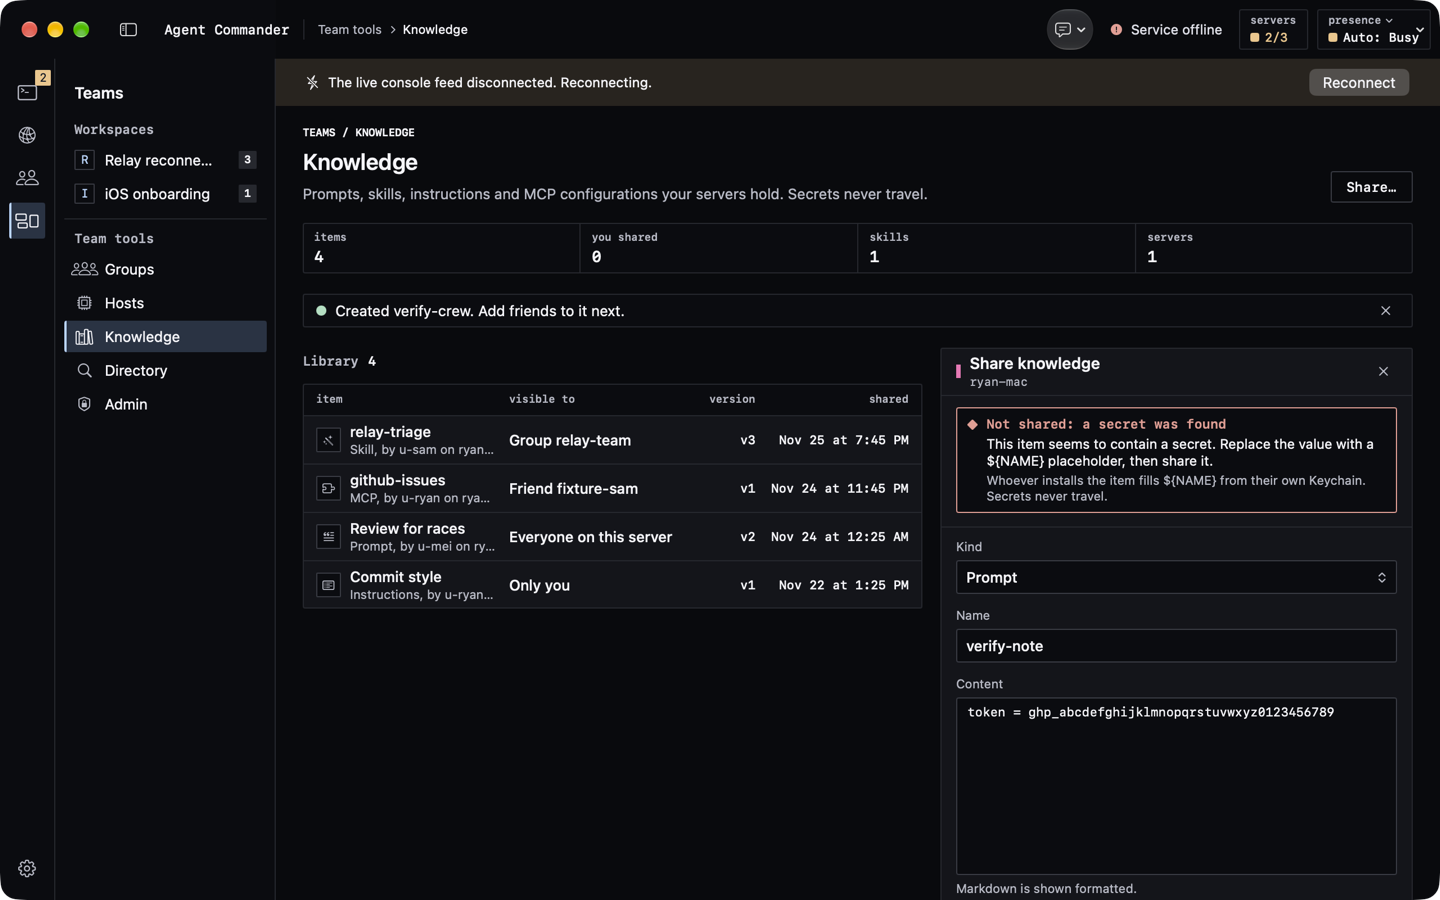 Agent Commander
Team tools > Knowledge
Service offline
servers
2/3
presence
Auto: Busy
2
Teams
Workspaces
R Relay reconne... 3
I iOS onboarding 1
Team tools
Groups
Hosts
Knowledge
Directory
Admin
The live console feed disconnected. Reconnecting.
Reconnect
TEAMS / KNOWLEDGE
Knowledge
Prompts, skills, instructions and MCP configurations your servers hold. Secrets never travel.
Share…
items
4
you shared
0
skills
1
servers
1
Created verify-crew. Add friends to it next.
Library 4
item visible to version shared
relay-triage
Skill, by u-sam on ryan...
Group relay-team v3 Nov 25 at 7:45 PM
github-issues
MCP, by u-ryan on rya...
Friend fixture-sam v1 Nov 24 at 11:45 PM
Review for races
Prompt, by u-mei on ry...
Everyone on this server v2 Nov 24 at 12:25 AM
Commit style
Instructions, by u-ryan...
Only you v1 Nov 22 at 1:25 PM
Share knowledge
ryan-mac
Not shared: a secret was found
This item seems to contain a secret. Replace the value with a
${NAME} placeholder, then share it.
Whoever installs the item fills ${NAME} from their own Keychain.
Secrets never travel.
Kind
Prompt
Name
verify-note
Content
token = ghp_abcdefghijklmnopqrstuvwxyz0123456789
Markdown is shown formatted.